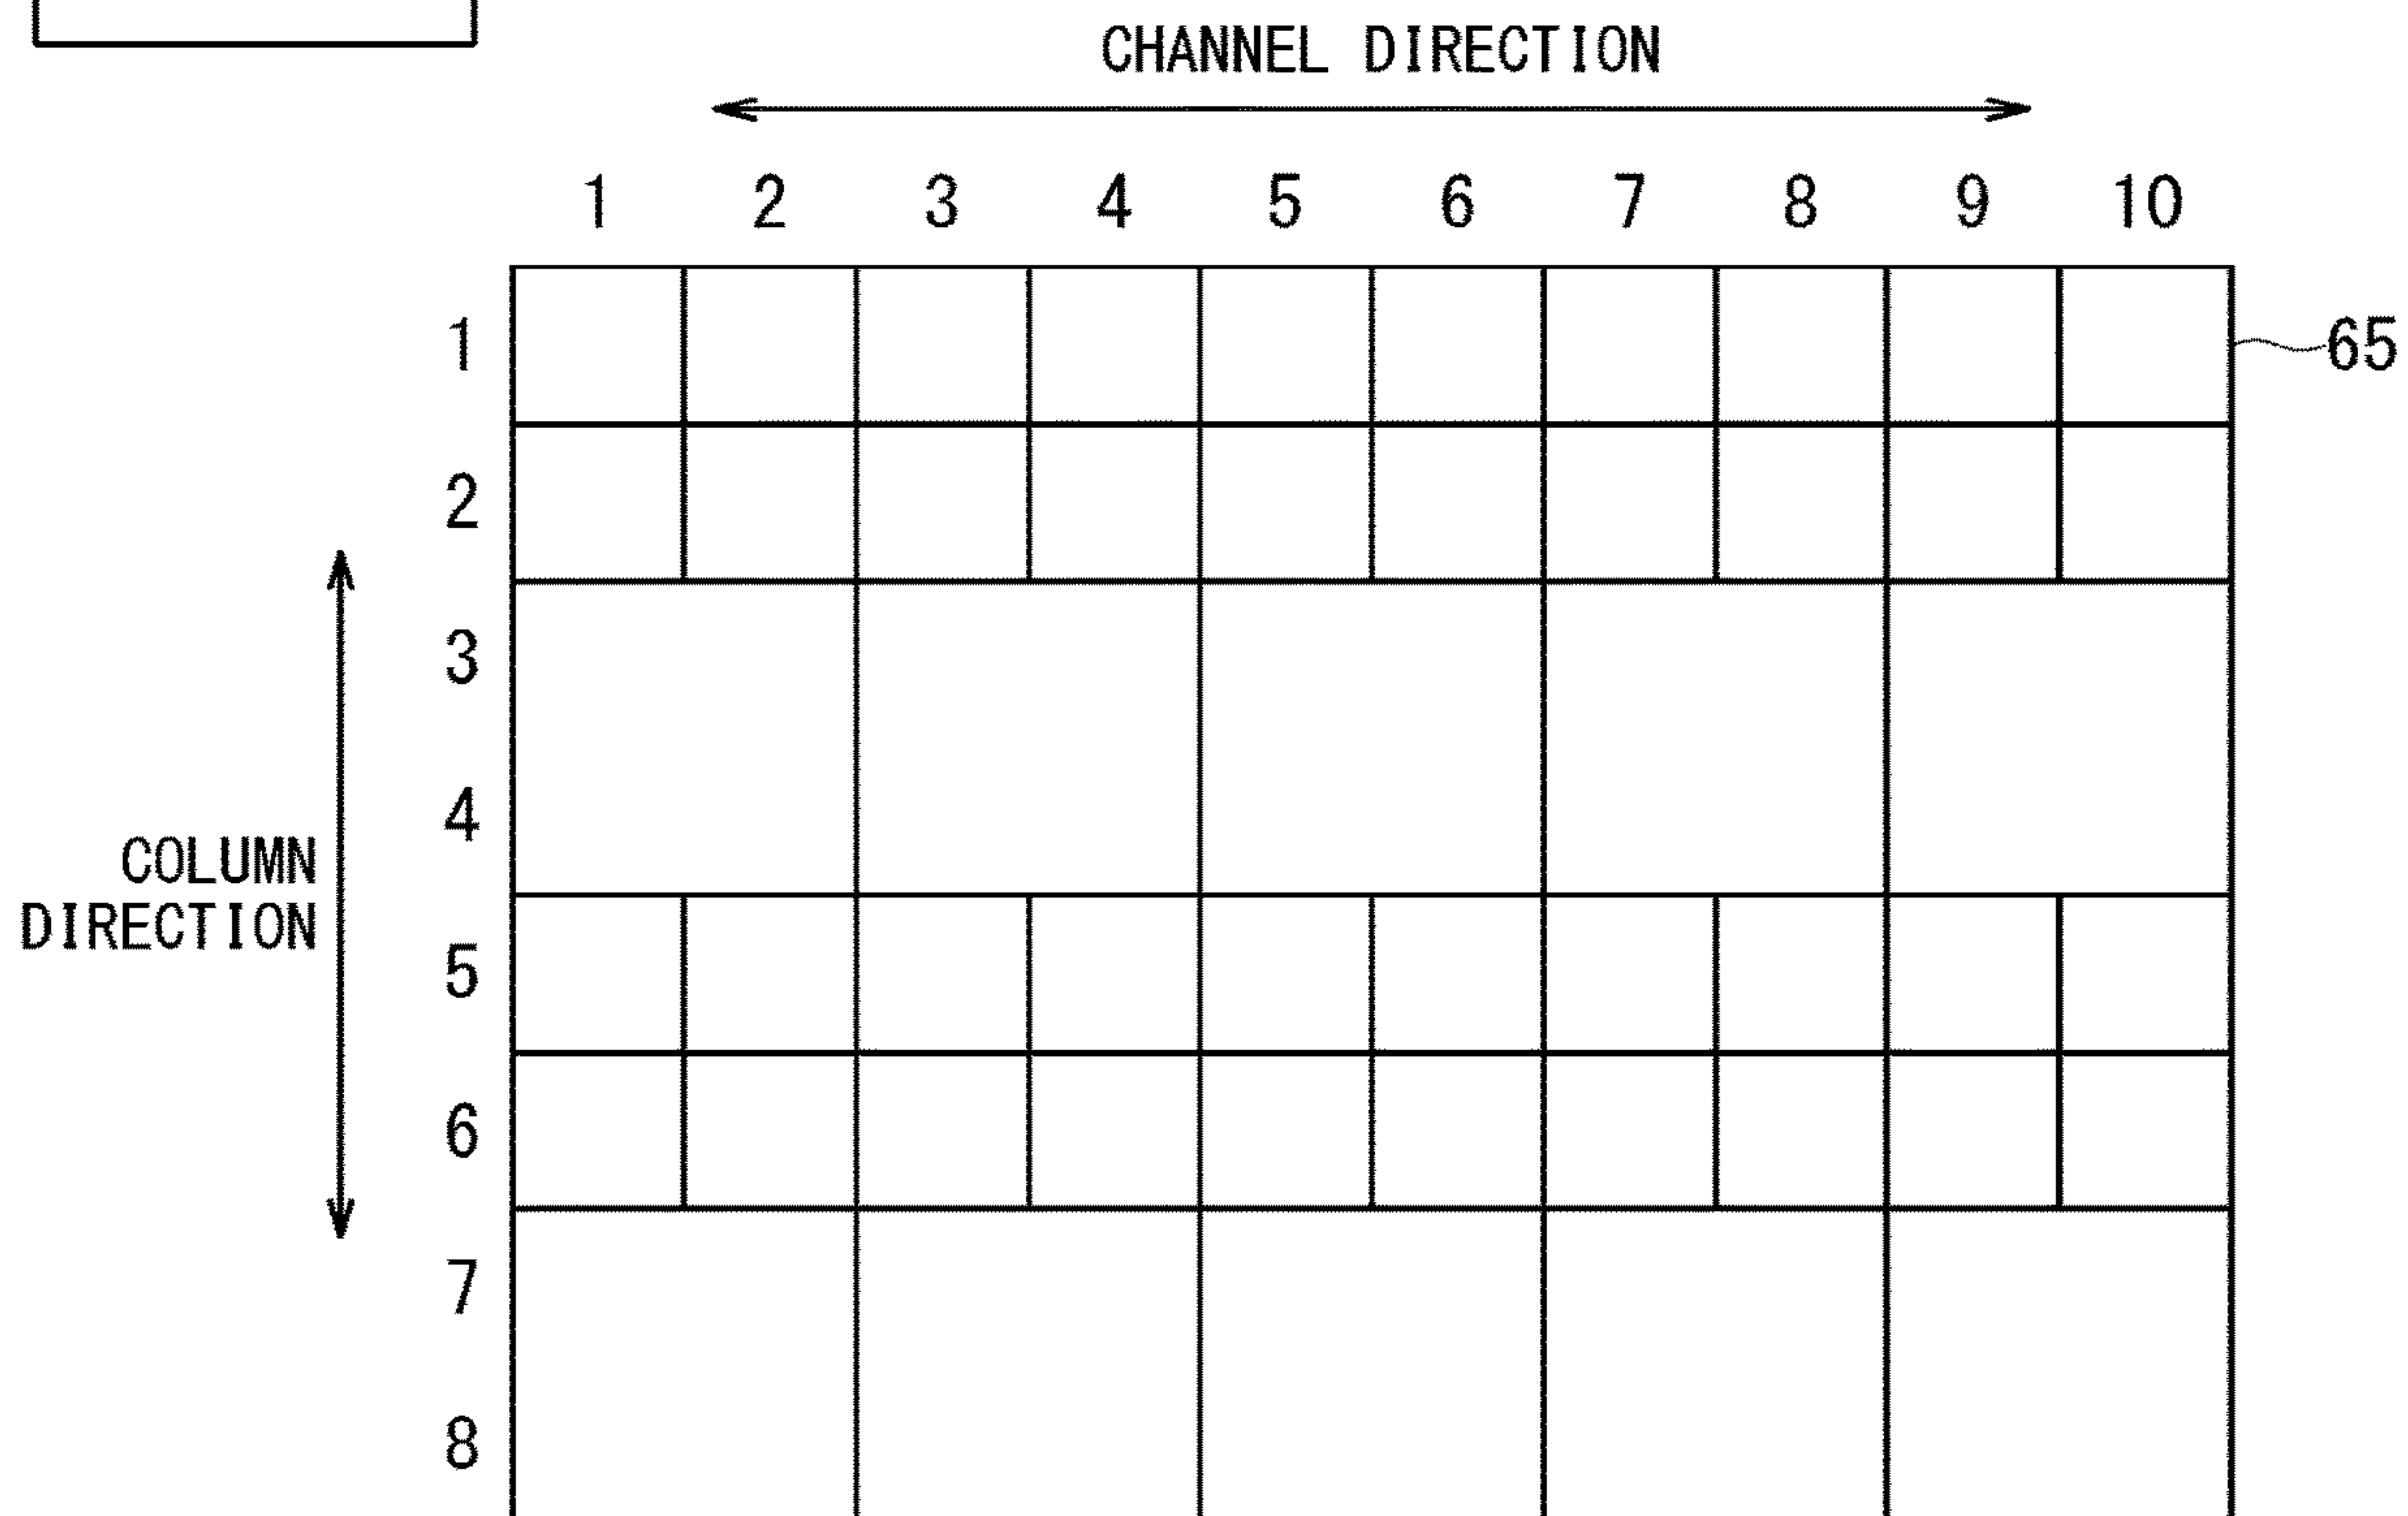 CHANNEL DIRECTION
1 2 3 4 5 6 7 8 9 10
1
65
2
3
4
COLUMN
DIRECTION
5
6
7
8